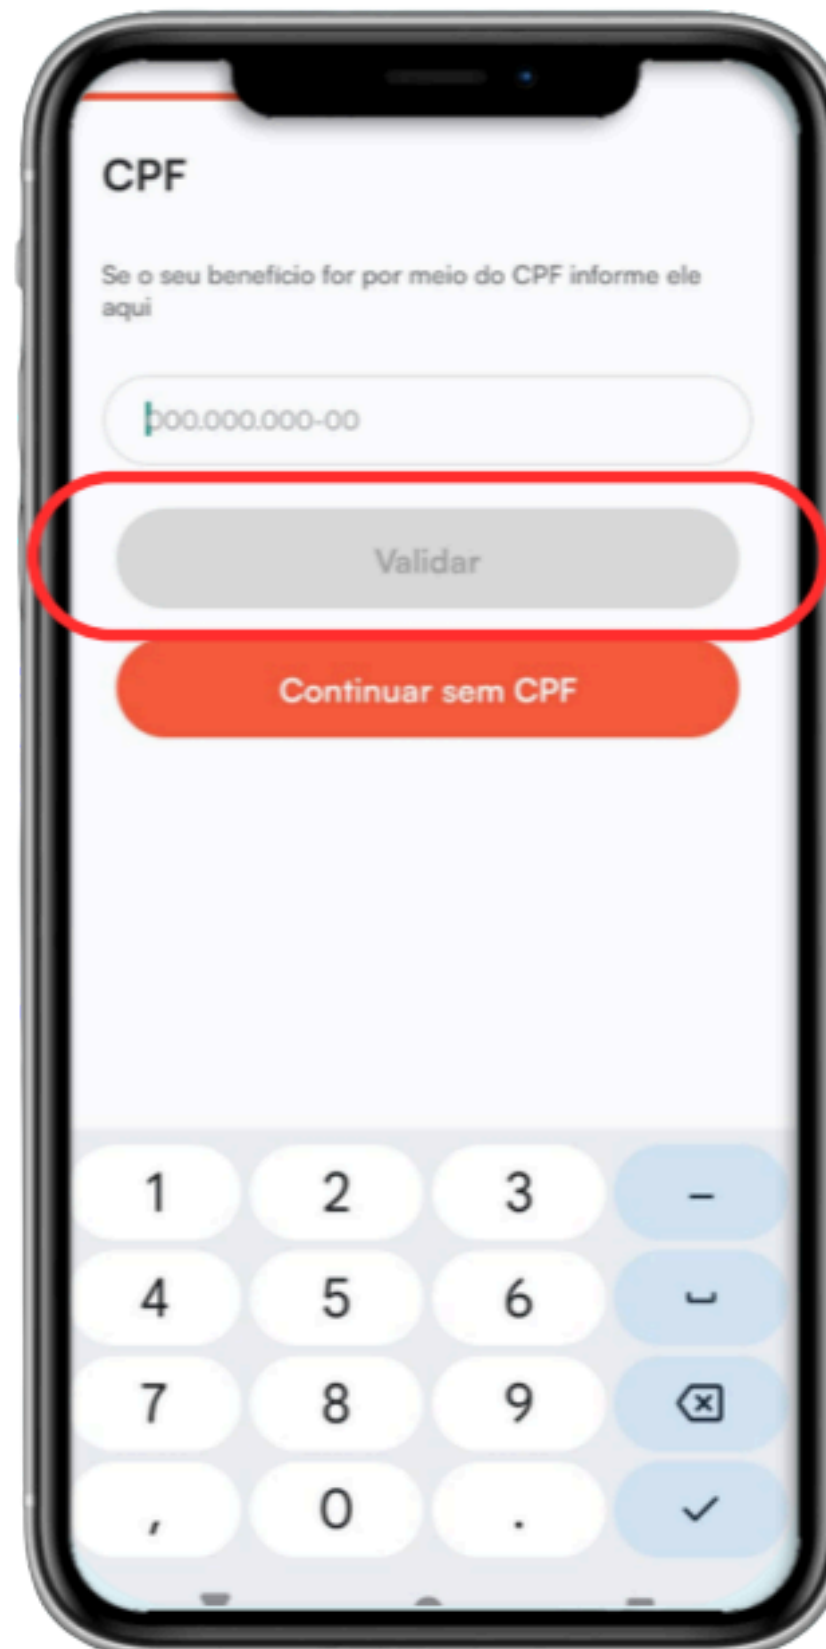 CPF
Se o seu benefício for por meio do CPF informe ele
aqui
000.000.000-00
Validar
Continuar sem CPF
1 2 3 –
4 5 6
7 8 9
, 0 .